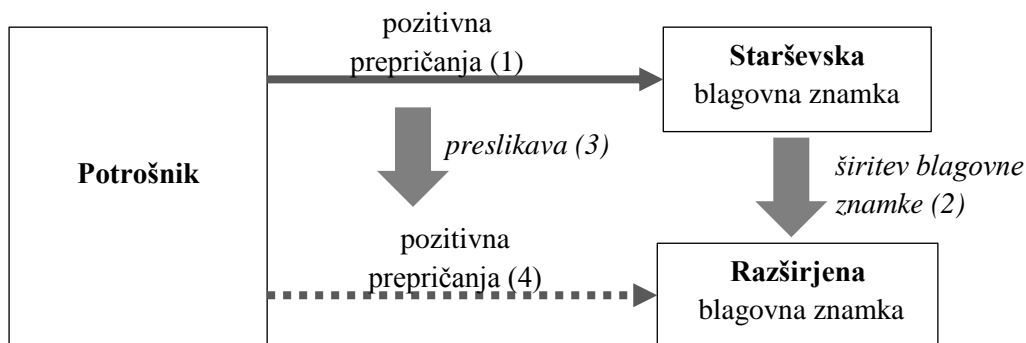 pozitivna
prepričanja (1)
Starševska
blagovna znamka
Potrošnik
preslikava (3)
širitev blagovne
znamke (2)
pozitivna
prepričanja (4)
Razširjena
blagovna znamka